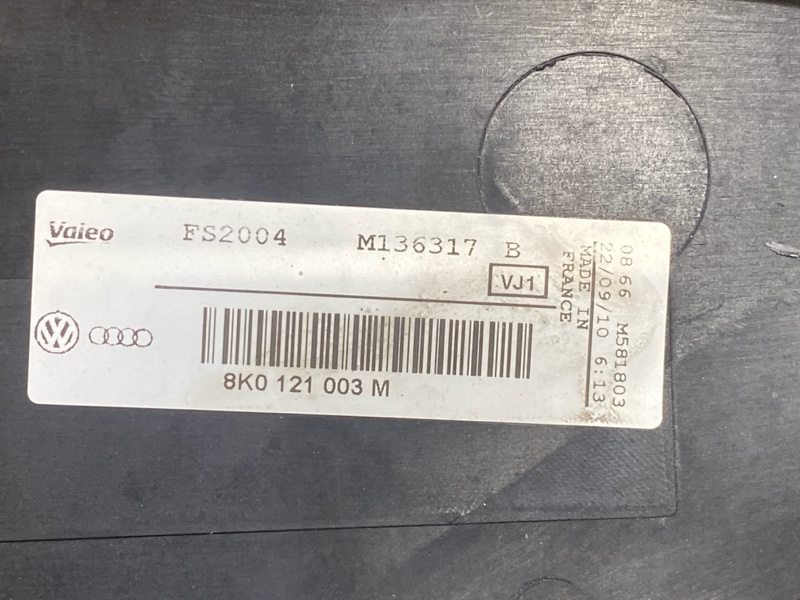 Valeo FS2004 M136317 B
VJ1
8K0 121 003 M
MADE IN
FRANCE
08 66 M581803
22/09/10 6:13